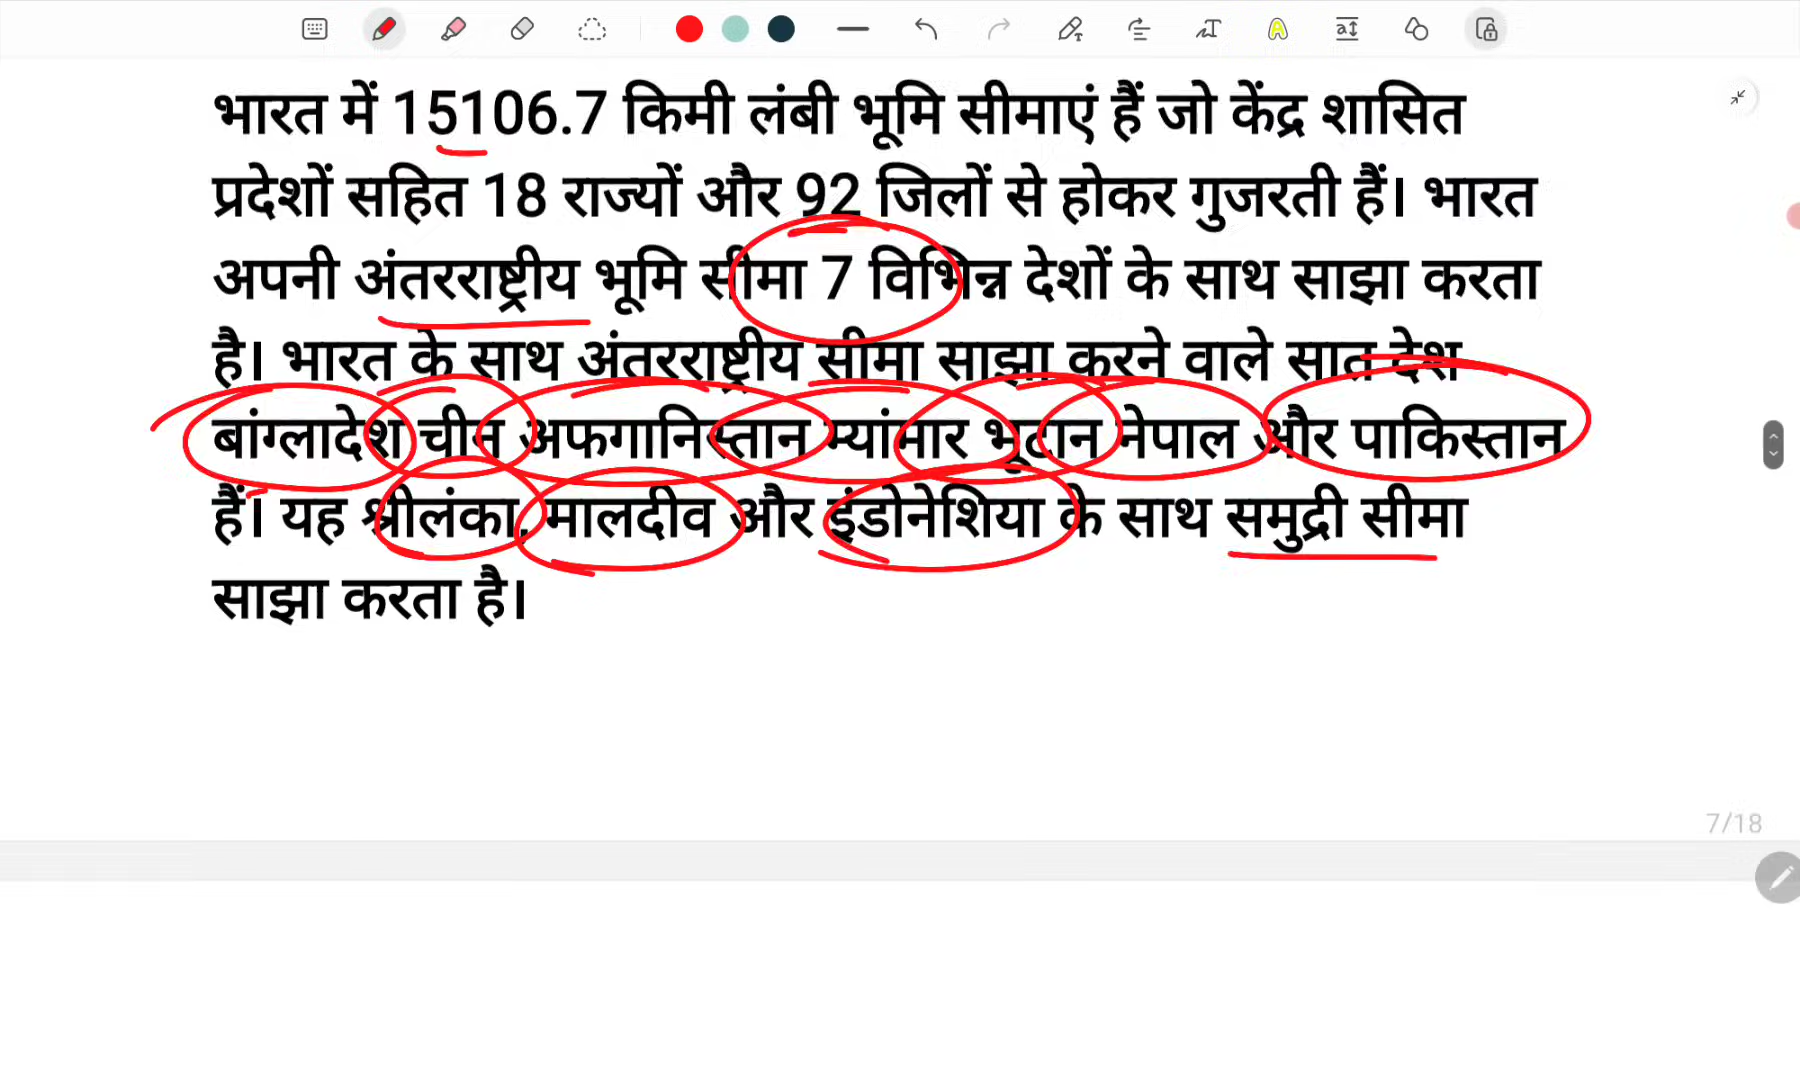 भारत में 15106.7 किमी लंबी भूमि सीमाएं हैं जो केंद्र शासित
प्रदेशों सहित 18 राज्यों और 92 जिलों से होकर गुजरती हैं। भारत
अपनी अंतरराष्ट्रीय भूमि सीमा 7 विभिन्न देशों के साथ साझा करता
है। भारत के साथ अंतरराष्ट्रीय सीमा साझा करने वाले सात देश
बांग्लादेश चीन अफगानिस्तान म्यांमार भूटान नेपाल और पाकिस्तान
हैं। यह श्रीलंका, मालदीव और इंडोनेशिया के साथ समुद्री सीमा
साझा करता है।
7/18